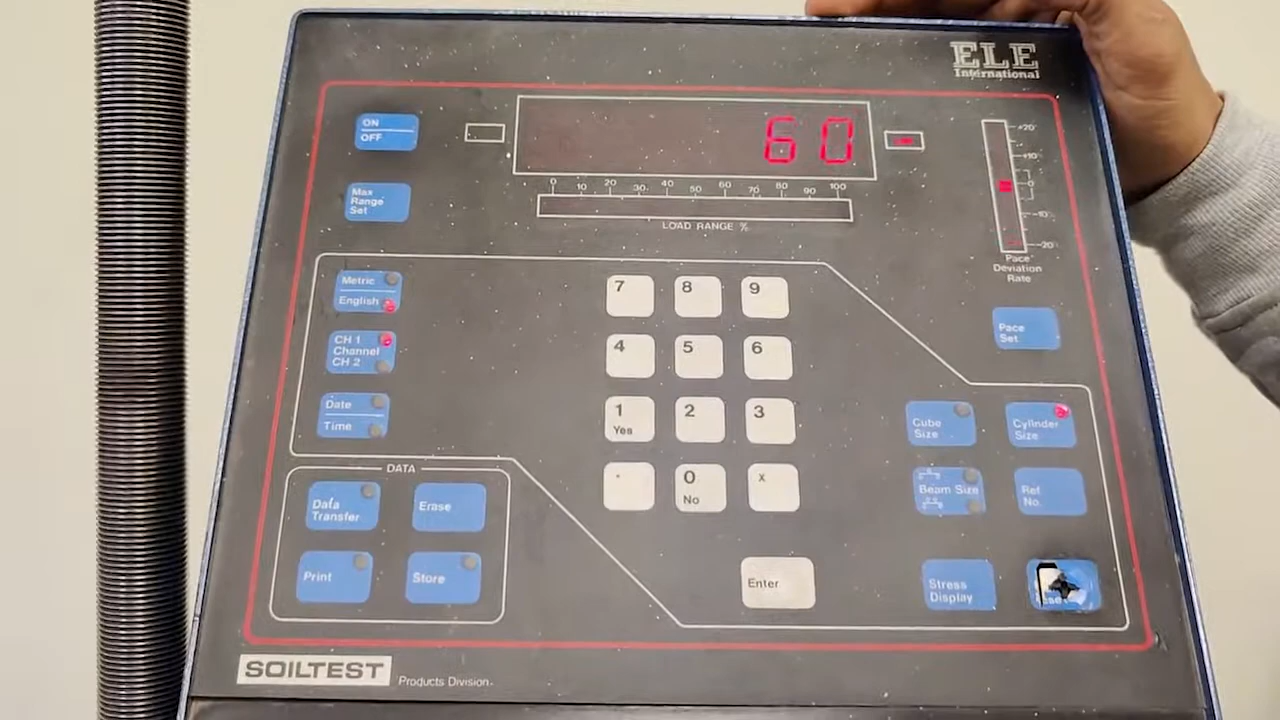 ELE
International
ON
OFF
60
Max
Range
Set
0 10 20 30 40 50 60 70 80 90 100
LOAD RANGE %
+20
+10
0
-10
-20
Pace
Deviation
Rate
Metric
English
CH 1
Channel
CH 2
Date
Time
7 8 9
4 5 6
1 2 3
Yes
. 0 x
No
Enter
Pace
Set
Cube
Size
Cylinder
Size
Beam Size
Ref
No.
Stress
Display
DATA
Data
Transfer
Erase
Print
Store
SOILTEST
Products Division